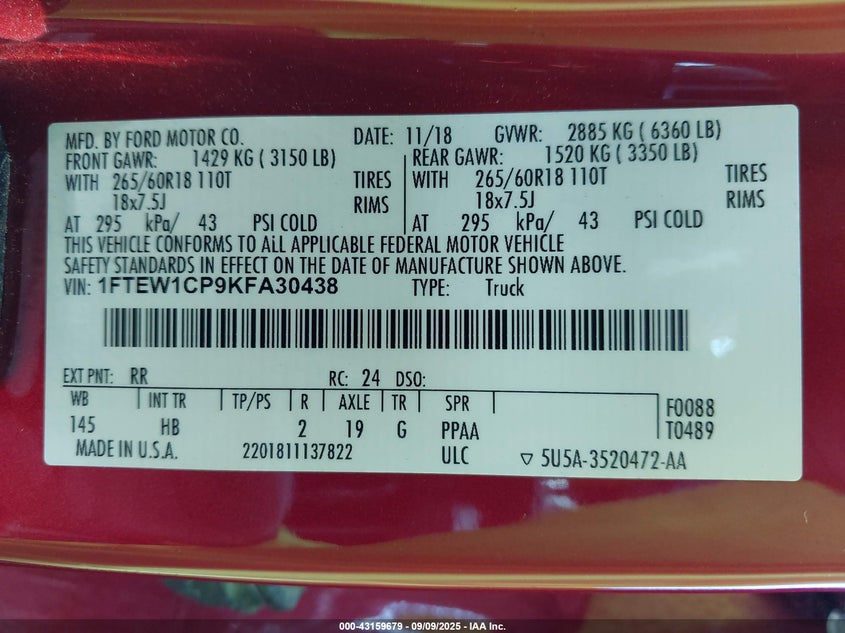 MFD. BY FORD MOTOR CO. DATE: 11/18 GVWR: 2885 KG ( 6360 LB)
FRONT GAWR: 1429 KG ( 3150 LB) REAR GAWR: 1520 KG ( 3350 LB)
WITH 265/60R18 110T TIRES WITH 265/60R18 110T TIRES
18x7.5J RIMS 18x7.5J RIMS
AT 295 kPa/ 43 PSI COLD AT 295 kPa/ 43 PSI COLD
THIS VEHICLE CONFORMS TO ALL APPLICABLE FEDERAL MOTOR VEHICLE
SAFETY STANDARDS IN EFFECT ON THE DATE OF MANUFACTURE SHOWN ABOVE.
VIN: 1FTEW1CP9KFA30438 TYPE: Truck
EXT PNT: RR RC: 24 DSO:
WB INT TR TP/PS R AXLE TR SPR F0088
145 HB 2 19 G PPAA T0489
MADE IN U.S.A. 2201811137822 ULC ▽ 5U5A-3520472-AA
000-43159679 - 09/09/2025 - IAA Inc.